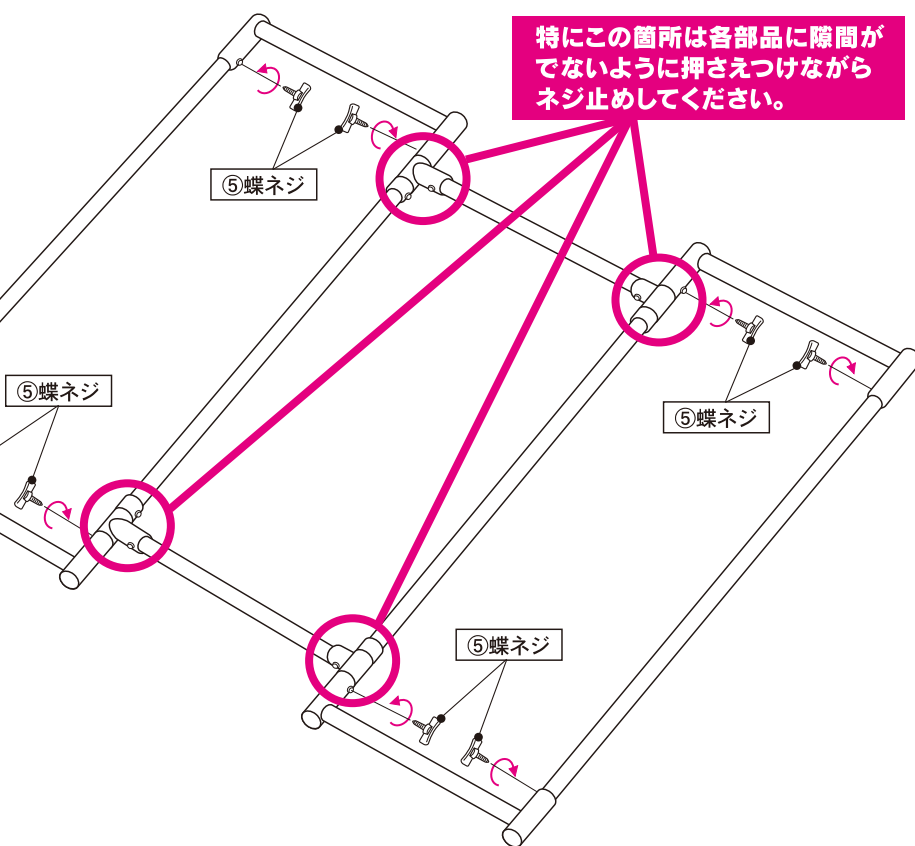 特にこの箇所は各部品に隙間が
でないように押さえつけながら
ネジ止めしてください。
⑤蝶ネジ
⑤蝶ネジ
⑤蝶ネジ
⑤蝶ネジ